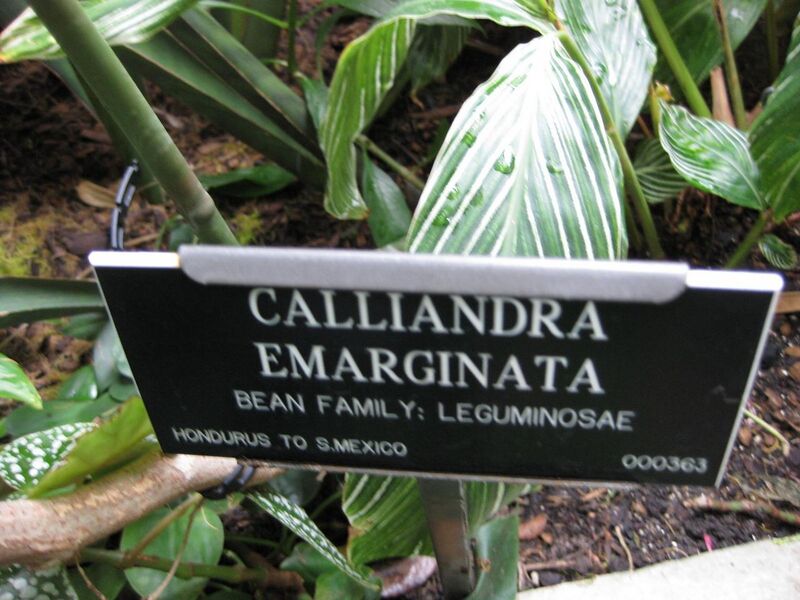 CALLIANDRA
EMARGINATA
BEAN FAMILY: LEGUMINOSAE
HONDURUS TO S.MEXICO
000363